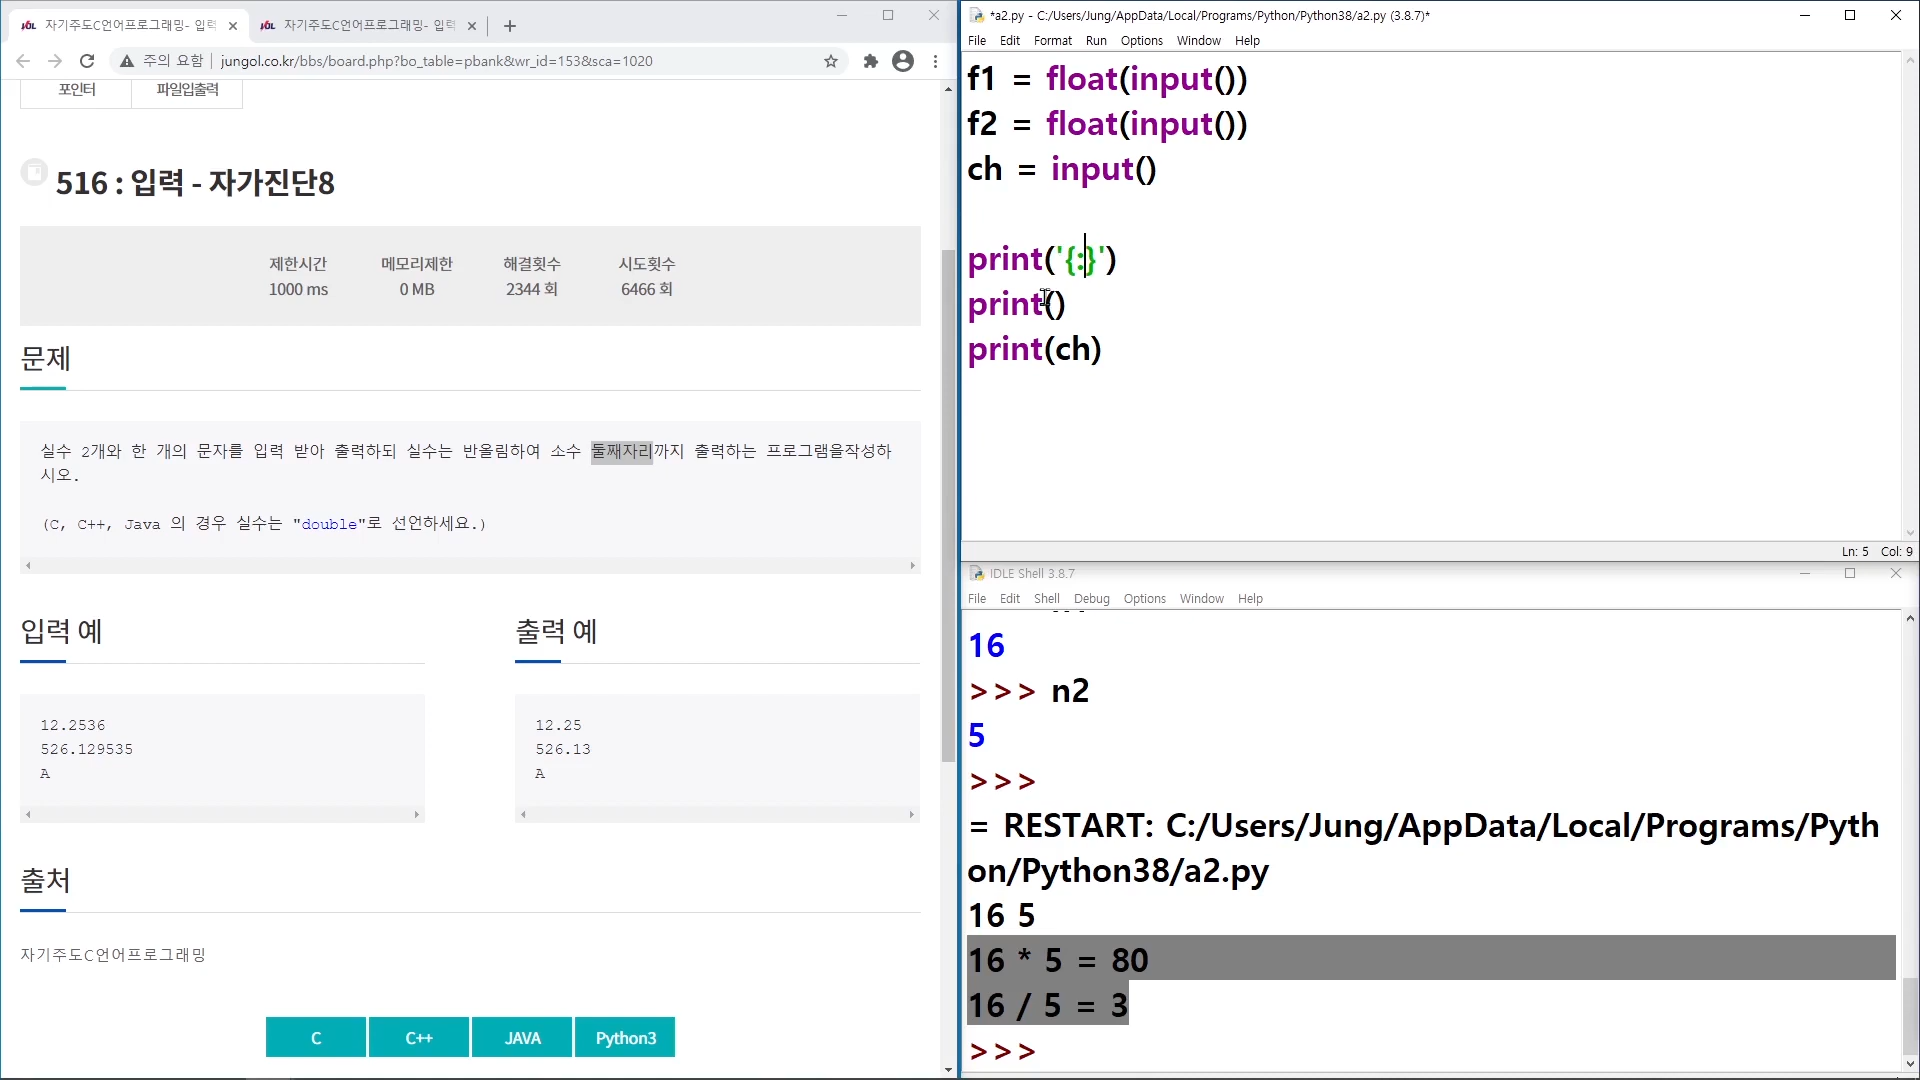 자기주도C언어프로그래밍- 입력
자기주도C언어프로그래밍- 입력
주의 요함
jungol.co.kr/bbs/board.php?bo_table=pbank&wr_id=153&sca=1020
포인터
파일입출력
516 : 입력 - 자가진단8
제한시간
메모리제한
해결횟수
시도횟수
1000 ms
0 MB
2344 회
6466 회
문제
실수 2개와 한 개의 문자를 입력 받아 출력하되 실수는 반올림하여 소수 둘째자리까지 출력하는 프로그램을작성하
시오.
(C, C++, Java 의 경우 실수는 "double"로 선언하세요.)
입력 예
12.2536
526.129535
A
출력 예
12.25
526.13
A
출처
자기주도C언어프로그래밍
C
C++
JAVA
Python3
*a2.py - C:/Users/Jung/AppData/Local/Programs/Python/Python38/a2.py (3.8.7)*
File Edit Format Run Options Window Help
f1 = float(input())
f2 = float(input())
ch = input()
print('{:}')
print()
print(ch)
Ln: 5 Col: 9
IDLE Shell 3.8.7
File Edit Shell Debug Options Window Help
16
>>> n2
5
>>>
= RESTART: C:/Users/Jung/AppData/Local/Programs/Pyth
on/Python38/a2.py
16 5
16 * 5 = 80
16 / 5 = 3
>>>